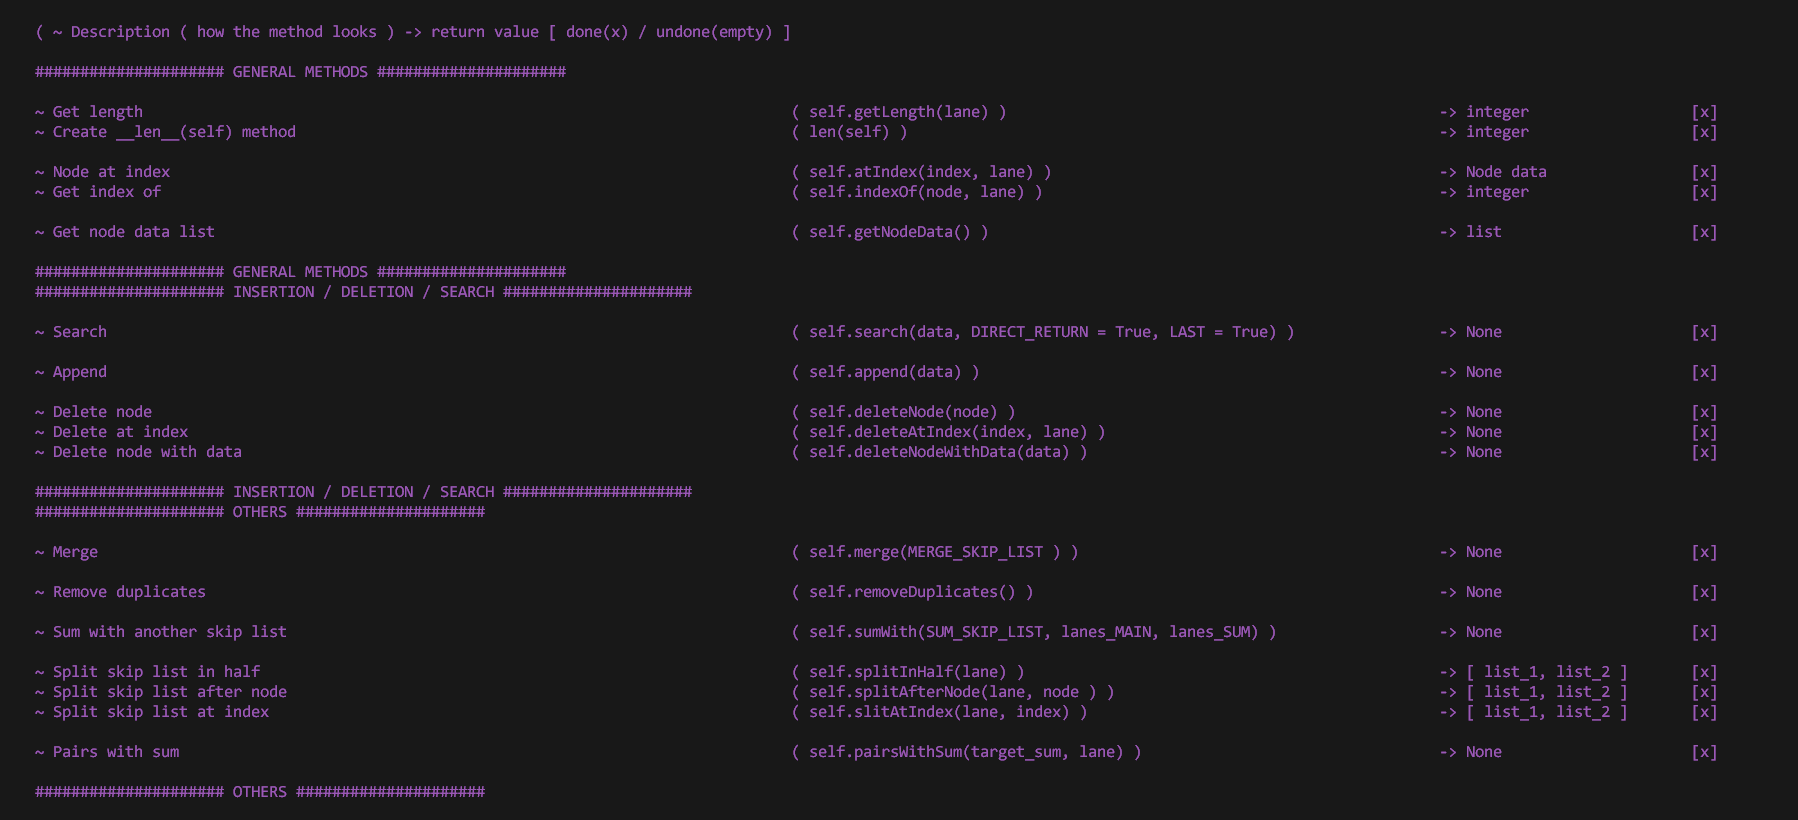 ( ~ Description ( how the method looks ) -> return value [ done(x) / undone(empty) ]
##################### GENERAL METHODS #####################
~ Get length ( self.getLength(lane) ) -> integer [x]
~ Create __len__(self) method ( len(self) ) -> integer [x]
~ Node at index ( self.atIndex(index, lane) ) -> Node data [x]
~ Get index of ( self.indexOf(node, lane) ) -> integer [x]
~ Get node data list ( self.getNodeData() ) -> list [x]
##################### GENERAL METHODS #####################
##################### INSERTION / DELETION / SEARCH #####################
~ Search ( self.search(data, DIRECT_RETURN = True, LAST = True) ) -> None [x]
~ Append ( self.append(data) ) -> None [x]
~ Delete node ( self.deleteNode(node) ) -> None [x]
~ Delete at index ( self.deleteAtIndex(index, lane) ) -> None [x]
~ Delete node with data ( self.deleteNodeWithData(data) ) -> None [x]
##################### INSERTION / DELETION / SEARCH #####################
##################### OTHERS #####################
~ Merge ( self.merge(MERGE_SKIP_LIST ) ) -> None [x]
~ Remove duplicates ( self.removeDuplicates() ) -> None [x]
~ Sum with another skip list ( self.sumWith(SUM_SKIP_LIST, lanes_MAIN, lanes_SUM) ) -> None [x]
~ Split skip list in half ( self.splitInHalf(lane) ) -> [ list_1, list_2 ] [x]
~ Split skip list after node ( self.splitAfterNode(lane, node ) ) -> [ list_1, list_2 ] [x]
~ Split skip list at index ( self.slitAtIndex(lane, index) ) -> [ list_1, list_2 ] [x]
~ Pairs with sum ( self.pairsWithSum(target_sum, lane) ) -> None [x]
##################### OTHERS #####################